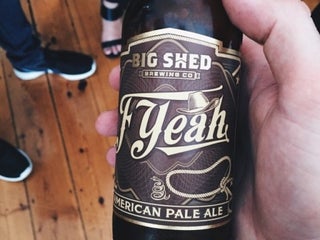 BIG SHED
BREWING CO
F Yeah
AMERICAN PALE ALE